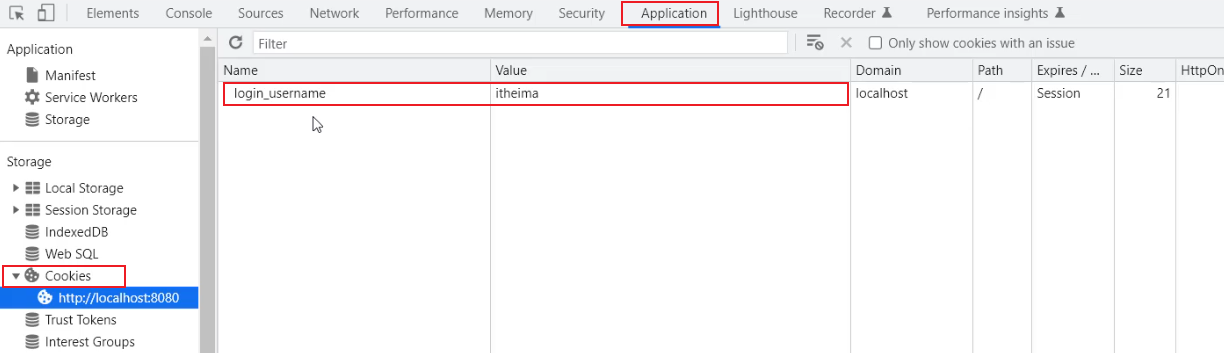 Elements Console Sources Network Performance Memory Security Application Lighthouse Recorder Performance insights
Application
Manifest
Service Workers
Storage
Storage
Local Storage
Session Storage
IndexedDB
Web SQL
Cookies
http://localhost:8080
Trust Tokens
Interest Groups
Filter Only show cookies with an issue
Name Value Domain Path Expires / ... Size HttpOn
login_username itheima localhost / Session 21